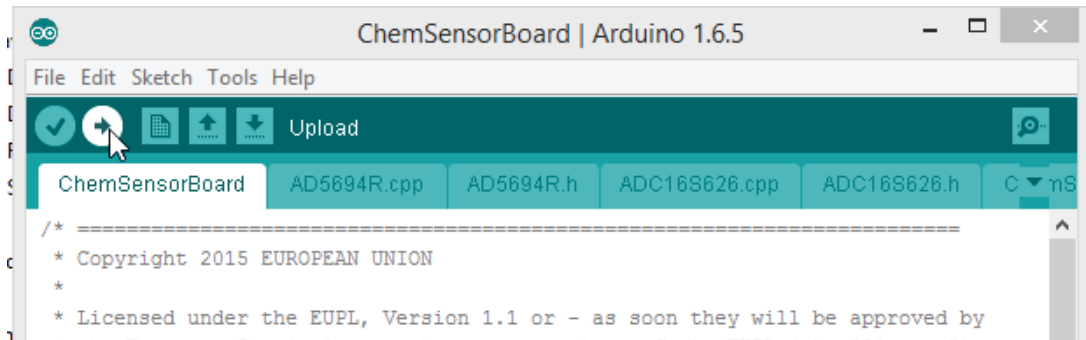 ChemSensorBoard | Arduino 1.6.5
File Edit Sketch Tools Help
Upload
ChemSensorBoard AD5694R.cpp AD5694R.h ADC16S626.cpp ADC16S626.h
/* ========================================================================
* Copyright 2015 EUROPEAN UNION
*
* Licensed under the EUPL, Version 1.1 or - as soon they will be approved by